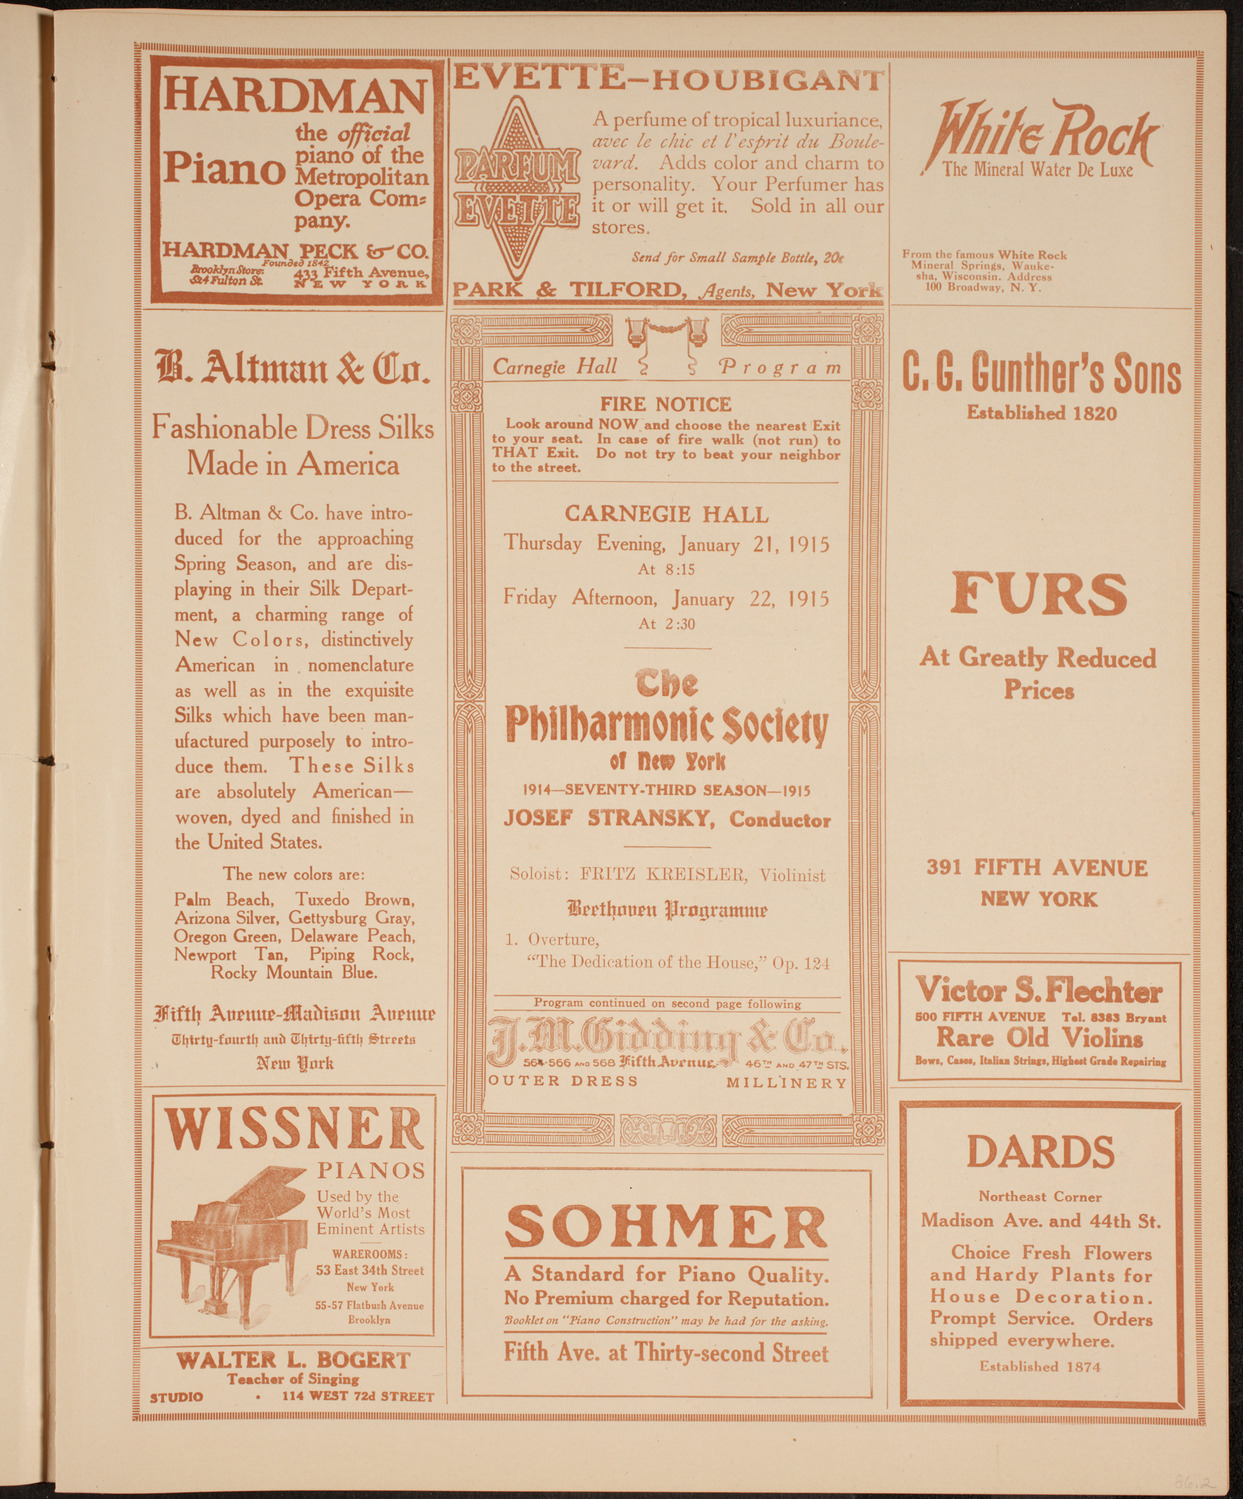 HARDMAN
Piano
the official
piano of the
Metropolitan
Opera Com-
pany.
HARDMAN, PECK & CO.
Founded 1842
Brooklyn Store:
524 Fulton St.
433 Fifth Avenue,
NEW YORK
B. Altman & Co.
Fashionable Dress Silks
Made in America
B. Altman & Co. have intro-
duced for the approaching
Spring Season, and are dis-
playing in their Silk Depart-
ment, a charming range of
New Colors, distinctively
American in nomenclature
as well as in the exquisite
Silks which have been man-
ufactured purposely to intro-
duce them. These Silks
are absolutely American—
woven, dyed and finished in
the United States.
The new colors are:
Palm Beach, Tuxedo Brown,
Arizona Silver, Gettysburg Gray,
Oregon Green, Delaware Peach,
Newport Tan, Piping Rock,
Rocky Mountain Blue.
Fifth Avenue-Madison Avenue
Thirty-fourth and Thirty-fifth Streets
New York
WISSNER
PIANOS
Used by the
World's Most
Eminent Artists
WAREROOMS:
53 East 34th Street
New York
55-57 Flatbush Avenue
Brooklyn
WALTER L. BOGERT
Teacher of Singing
STUDIO · 114 WEST 72d STREET
EVETTE—HOUBIGANT
PARFUM
EVETTE
A perfume of tropical luxuriance,
avec le chic et l'esprit du Boule-
vard. Adds color and charm to
personality. Your Perfumer has
it or will get it. Sold in all our
stores.
Send for Small Sample Bottle, 20c
PARK & TILFORD, Agents, New York
Carnegie Hall Program
FIRE NOTICE
Look around NOW and choose the nearest Exit
to your seat. In case of fire walk (not run) to
THAT Exit. Do not try to beat your neighbor
to the street.
CARNEGIE HALL
Thursday Evening, January 21, 1915
At 8:15
Friday Afternoon, January 22, 1915
At 2:30
The
Philharmonic Society
of New York
1914—SEVENTY-THIRD SEASON—1915
JOSEF STRANSKY, Conductor
Soloist: FRITZ KREISLER, Violinist
Beethoven Programme
1. Overture,
"The Dedication of the House," Op. 124
Program continued on second page following
J.M. Gidding & Co.
564-566 AND 568 Fifth Avenue 46TH AND 47TH STS.
OUTER DRESS MILLINERY
SOHMER
A Standard for Piano Quality.
No Premium charged for Reputation.
Booklet on "Piano Construction" may be had for the asking.
Fifth Ave. at Thirty-second Street
White Rock
The Mineral Water De Luxe
From the famous White Rock
Mineral Springs, Wauke-
sha, Wisconsin. Address
100 Broadway, N. Y.
C. G. Gunther's Sons
Established 1820
FURS
At Greatly Reduced
Prices
391 FIFTH AVENUE
NEW YORK
Victor S. Flechter
500 FIFTH AVENUE Tel. 8383 Bryant
Rare Old Violins
Bows, Cases, Italian Strings, Highest Grade Repairing
DARDS
Northeast Corner
Madison Ave. and 44th St.
Choice Fresh Flowers
and Hardy Plants for
House Decoration.
Prompt Service. Orders
shipped everywhere.
Established 1874
86.2